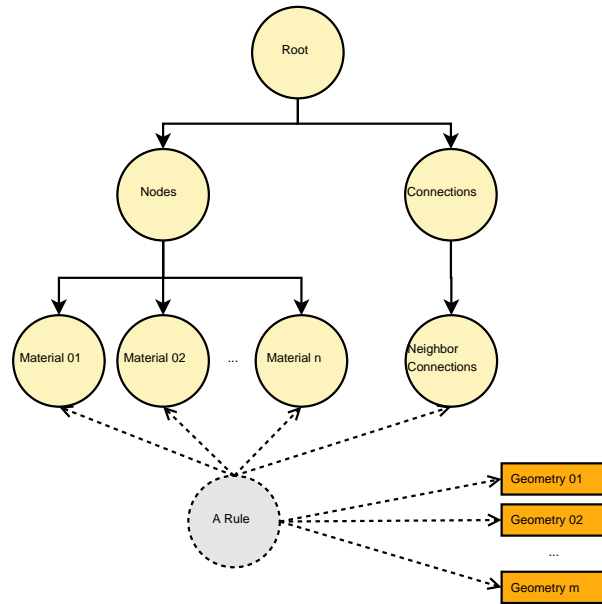 Root
Nodes
Connections
Material 01
Material 02
...
Material n
Neighbor
Connections
A Rule
Geometry 01
Geometry 02
...
Geometry m